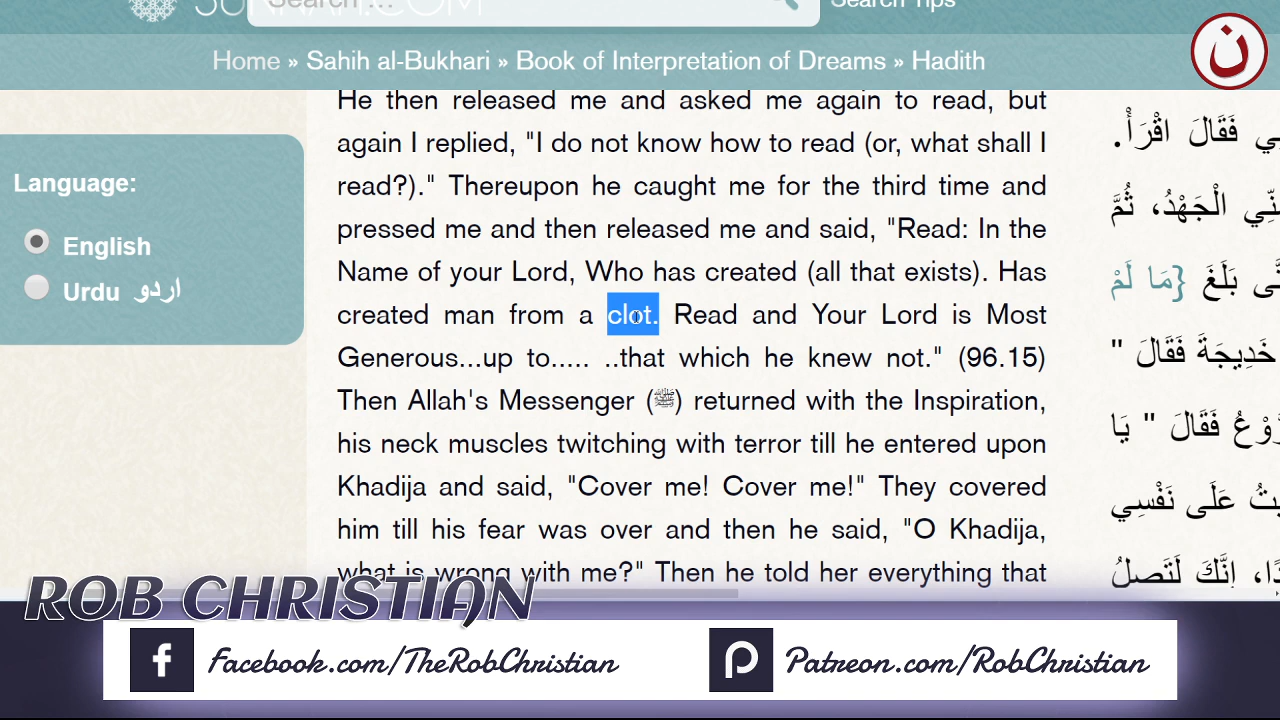 SUNNAH.COM
Search ...
Search Tips
Home » Sahih al-Bukhari » Book of Interpretation of Dreams » Hadith
ن
Language:
English
Urdu اردو
He then released me and asked me again to read, but
again I replied, "I do not know how to read (or, what shall I
read?)." Thereupon he caught me for the third time and
pressed me and then released me and said, "Read: In the
Name of your Lord, Who has created (all that exists). Has
created man from a clot. Read and Your Lord is Most
Generous...up to..... ..that which he knew not." (96.15)
Then Allah's Messenger (ﷺ) returned with the Inspiration,
his neck muscles twitching with terror till he entered upon
Khadija and said, "Cover me! Cover me!" They covered
him till his fear was over and then he said, "O Khadija,
what is wrong with me?" Then he told her everything that
فَقَالَ اقْرَأْ.
الْجَهْدُ، ثُمَّ
بَلَغَ {مَا لَمْ
خَدِيجَةَ فَقَالَ "
فَقَالَ " يَا
عَلَى نَفْسِي
إِنَّكَ لَتَصِلُ
ROB CHRISTIAN
Facebook.com/TheRobChristian
Patreon.com/RobChristian